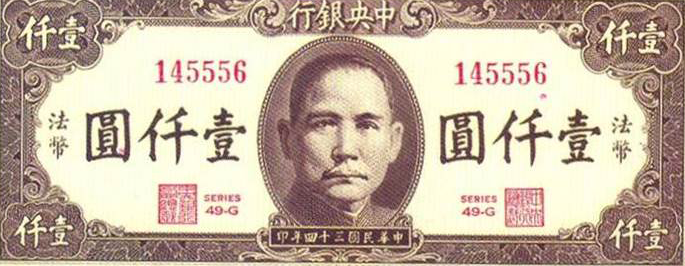 中央銀行
壹仟
壹仟
145556
145556
法幣
壹仟圓
壹仟圓
法幣
SERIES
49-G
SERIES
49-G
壹仟
壹仟
中華民國三十四年印